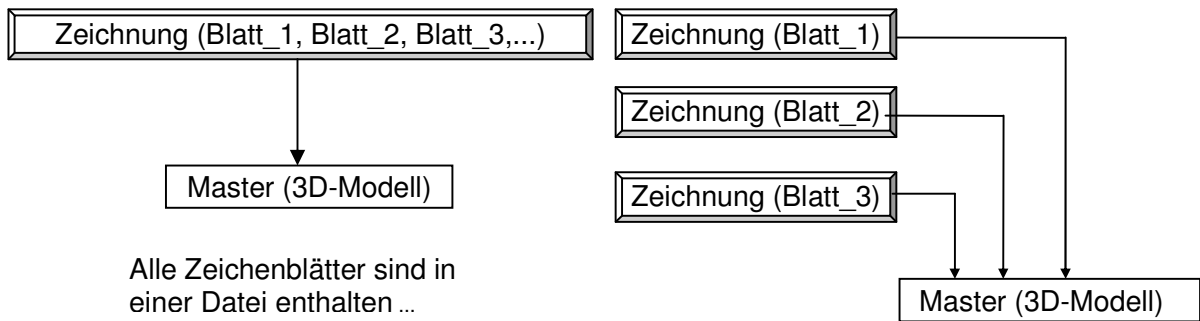 Zeichnung (Blatt_1, Blatt_2, Blatt_3,...)
Master (3D-Modell)
Alle Zeichenblätter sind in
einer Datei enthalten ...
Zeichnung (Blatt_1)
Zeichnung (Blatt_2)
Zeichnung (Blatt_3)
Master (3D-Modell)